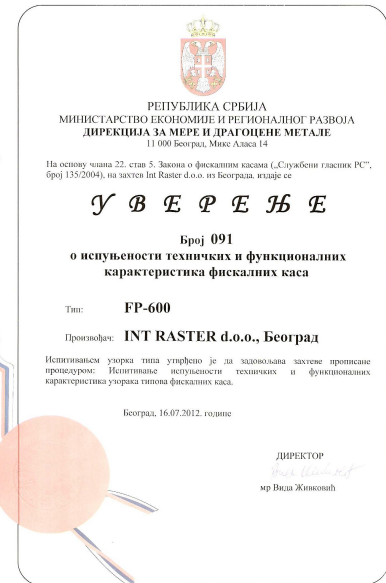 РЕПУБЛИКА СРБИЈА
МИНИСТАРСТВО ЕКОНОМИЈЕ И РЕГИОНАЛНОГ РАЗВОЈА
ДИРЕКЦИЈА ЗА МЕРЕ И ДРАГОЦЕНЕ МЕТАЛЕ
11 000 Београд, Мике Аласа 14
На основу члана 22. став 5. Закона о фискалним касама („Службени гласник РС”,
број 135/2004), на захтев Int Raster d.o.o. из Београда, издаје се
УВЕРЕЊЕ
Број 091
о испуњености техничких и функционалних
карактеристика фискалних каса
Тип: FP-600
Произвођач: INT RASTER d.o.o., Београд
Испитивањем узорка типа утврђено је да задовољава захтеве прописане
процедуром: Испитивање испуњености техничких и функционалних
карактеристика узорака типова фискалних каса.
Београд, 16.07.2012. године
ДИРЕКТОР
мр Вида Живковић